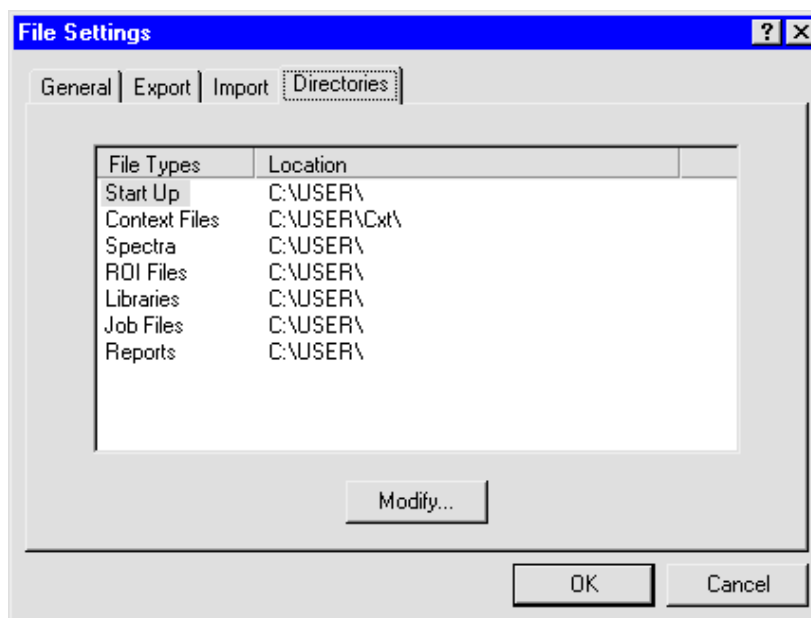 File Settings
General Export Import Directories
File Types Location
Start Up C:\USER\
Context Files C:\USER\Cxt\
Spectra C:\USER\
ROI Files C:\USER\
Libraries C:\USER\
Job Files C:\USER\
Reports C:\USER\
Modify...
OK Cancel